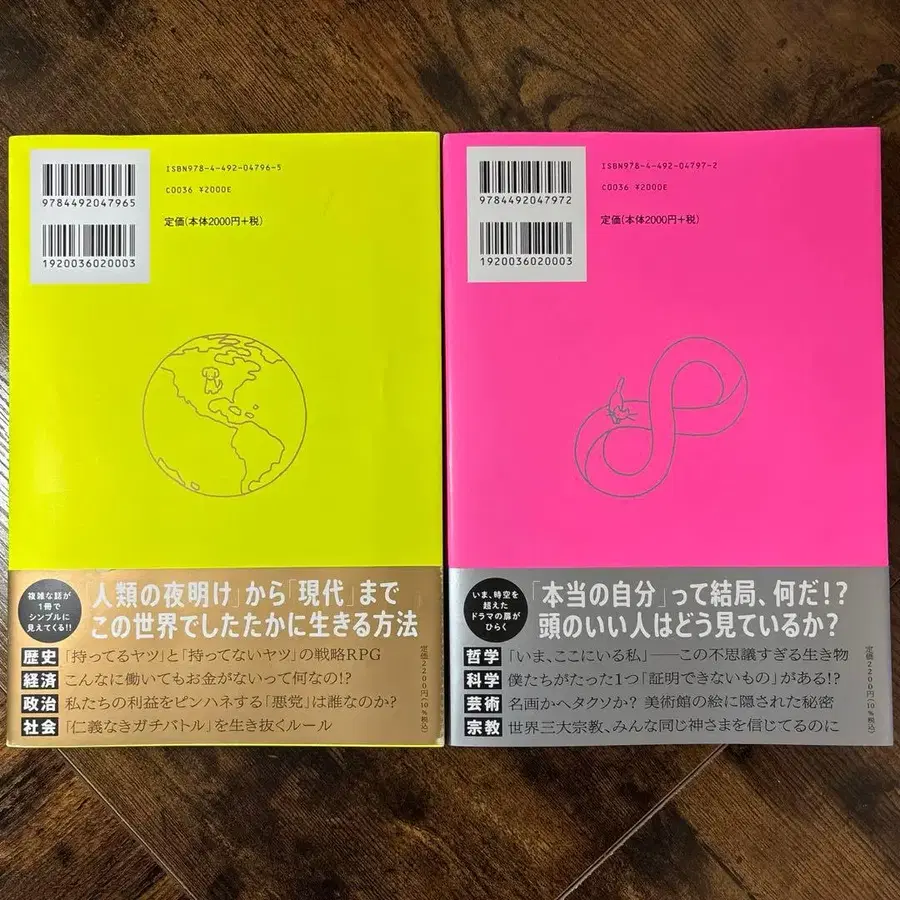 ISBN978-4-492-04796-5
9784492047965
C0036 ¥2000E
定価(本体2000円+税)
1920036020003
複雑な話が
1冊で
シンプルに
見えてくる!!
「人類の夜明け」から「現代」まで
この世界でしたたかに生きる方法
歴史 「持ってるヤツ」と「持ってないヤツ」の戦略RPG
経済 こんなに働いてもお金がないって何なの!?
政治 私たちの利益をピンハネする「悪党」は誰なのか?
社会 「仁義なきガチバトル」を生き抜くルール
定価2200円(10%税込)
ISBN978-4-492-04797-2
9784492047972
C0036 ¥2000E
定価(本体2000円+税)
1920036020003
いま、時空を
超えた
ドラマの扉が
ひらく
「本当の自分」って結局、何だ!?
頭のいい人はどう見ているか?
哲学 「いま、ここにいる私」——この不思議すぎる生き物
科学 僕たちがたった1つ「証明できないもの」がある!?
芸術 名画かヘタクソか? 美術館の絵に隠された秘密
宗教 世界三大宗教、みんな同じ神さまを信じてるのに
定価2200円(10%税込)